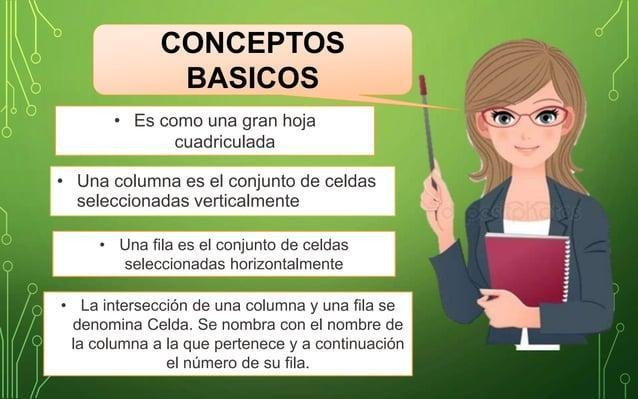 CONCEPTOS
BASICOS
• Es como una gran hoja
cuadriculada
• Una columna es el conjunto de celdas
seleccionadas verticalmente
• Una fila es el conjunto de celdas
seleccionadas horizontalmente
• La intersección de una columna y una fila se
denomina Celda. Se nombra con el nombre de
la columna a la que pertenece y a continuación
el número de su fila.